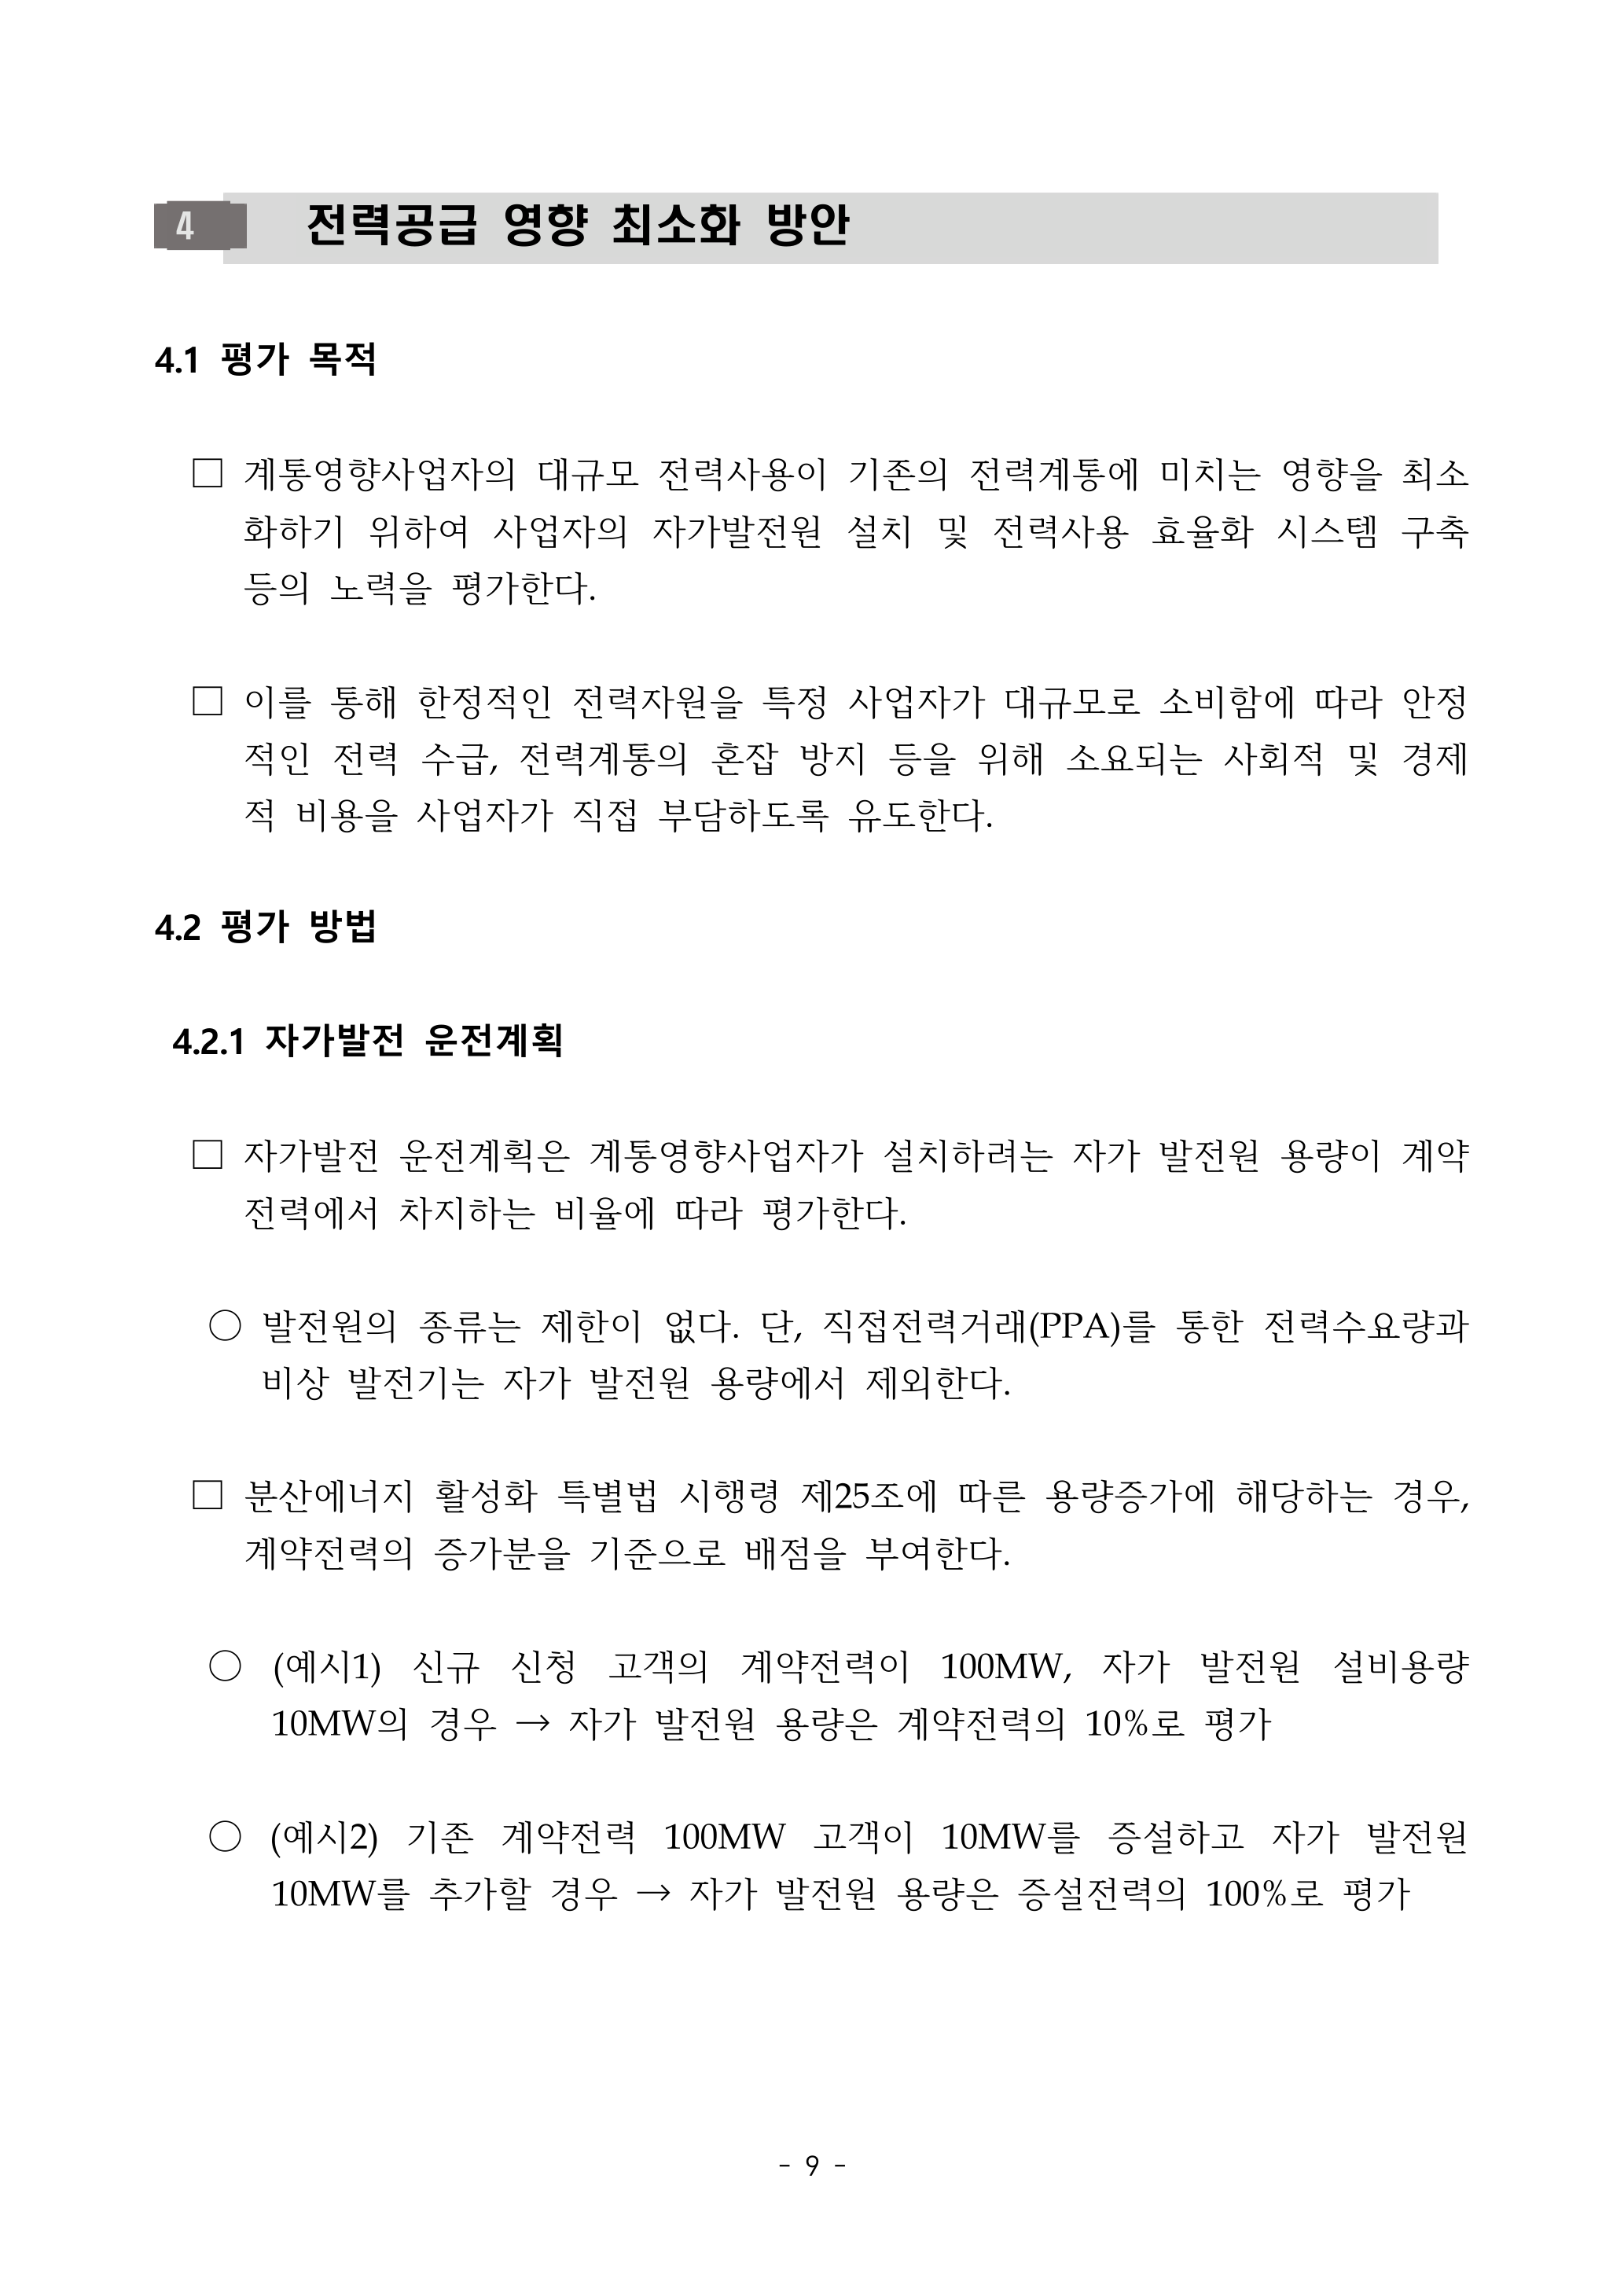 4 전력공급 영향 최소화 방안
4.1 평가 목적
□ 계통영향사업자의 대규모 전력사용이 기존의 전력계통에 미치는 영향을 최소
화하기 위하여 사업자의 자가발전원 설치 및 전력사용 효율화 시스템 구축
등의 노력을 평가한다.
□ 이를 통해 한정적인 전력자원을 특정 사업자가 대규모로 소비함에 따라 안정
적인 전력 수급, 전력계통의 혼잡 방지 등을 위해 소요되는 사회적 및 경제
적 비용을 사업자가 직접 부담하도록 유도한다.
4.2 평가 방법
4.2.1 자가발전 운전계획
□ 자가발전 운전계획은 계통영향사업자가 설치하려는 자가 발전원 용량이 계약
전력에서 차지하는 비율에 따라 평가한다.
○ 발전원의 종류는 제한이 없다. 단, 직접전력거래(PPA)를 통한 전력수요량과
비상 발전기는 자가 발전원 용량에서 제외한다.
□ 분산에너지 활성화 특별법 시행령 제25조에 따른 용량증가에 해당하는 경우,
계약전력의 증가분을 기준으로 배점을 부여한다.
○ (예시1) 신규 신청 고객의 계약전력이 100MW, 자가 발전원 설비용량
10MW의 경우 → 자가 발전원 용량은 계약전력의 10%로 평가
○ (예시2) 기존 계약전력 100MW 고객이 10MW를 증설하고 자가 발전원
10MW를 추가할 경우 → 자가 발전원 용량은 증설전력의 100%로 평가
- 9 -